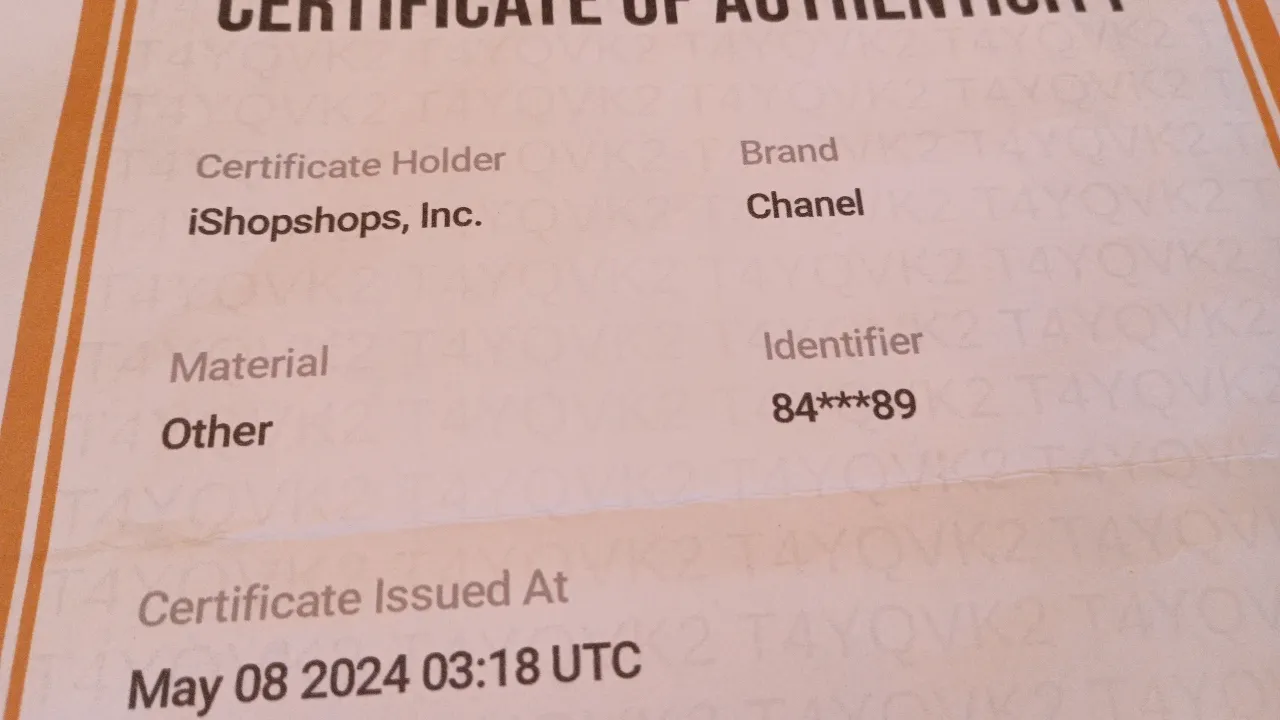 CERTIFICATE OF AUTHENTICITY
Certificate Holder
iShopshops, Inc.
Brand
Chanel
Material
Other
Identifier
84***89
Certificate Issued At
May 08 2024 03:18 UTC
T4YQVK2